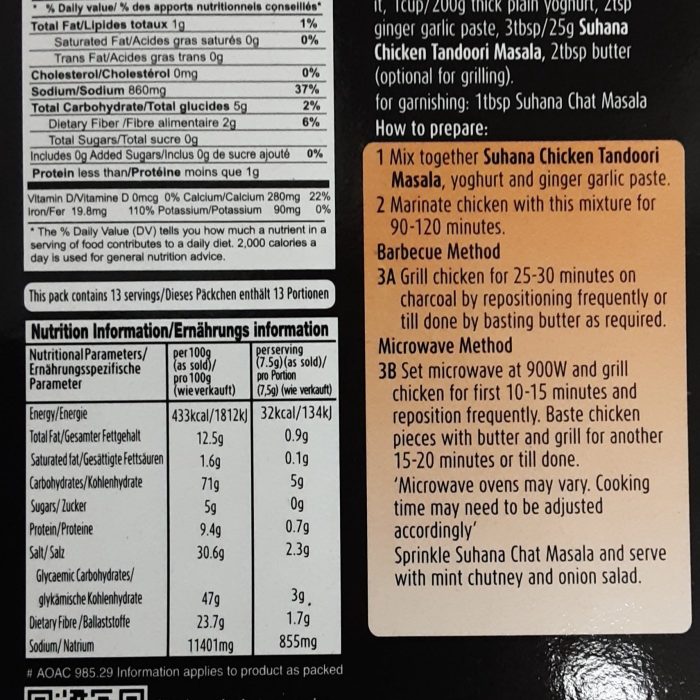 * % Daily value/ % des apports nutritionnels conseillés*
Total Fat/Lipides totaux 1g 1%
Saturated Fat/Acides gras saturés 0g 0%
Trans Fat/Acides gras trans 0g
Cholesterol/Cholestérol 0mg 0%
Sodium/Sodium 860mg 37%
Total Carbohydrate/Total glucides 5g 2%
Dietary Fiber /Fibre alimentaire 2g 6%
Total Sugars/Total sucre 0g
Includes 0g Added Sugars/Inclus 0g de sucre ajouté 0%
Protein less than/Protéine moins que 1g
Vitamin D/Vitamine D 0mcg 0% Calcium/Calcium 280mg 22%
Iron/Fer 19.8mg 110% Potassium/Potassium 90mg 0%
* The % Daily Value (DV) tells you how much a nutrient in a
serving of food contributes to a daily diet. 2,000 calories a
day is used for general nutrition advice.
This pack contains 13 servings/Dieses Päckchen enthält 13 Portionen
Nutrition Information/Ernährungs information
Nutritional Parameters/
Ernährungsspezifische
Parameter
per 100g
(as sold)/
pro 100g
(wie verkauft)
per serving
(7.5g) (as sold)/
pro Portion
(7,5g) (wie verkauft)
Energy/Energie 433kcal/1812kJ 32kcal/134kJ
Total Fat/Gesamter Fettgehalt 12.5g 0.9g
Saturated fat/Gesättigte Fettsäuren 1.6g 0.1g
Carbohydrates/Kohlenhydrate 71g 5g
Sugars/ Zucker 5g 0g
Protein/Proteine 9.4g 0.7g
Salt/ Salz 30.6g 2.3g
Glycaemic Carbohydrates/
glykämische Kohlenhydrate 47g 3g
Dietary Fibre /Ballaststoffe 23.7g 1.7g
Sodium/ Natrium 11401mg 855mg
# AOAC 985.29 Information applies to product as packed
it, 1cup/200g thick plain yoghurt, 2tsp
ginger garlic paste, 3tbsp/25g Suhana
Chicken Tandoori Masala, 2tbsp butter
(optional for grilling).
for garnishing: 1tbsp Suhana Chat Masala
How to prepare:
1 Mix together Suhana Chicken Tandoori
Masala, yoghurt and ginger garlic paste.
2 Marinate chicken with this mixture for
90-120 minutes.
Barbecue Method
3A Grill chicken for 25-30 minutes on
charcoal by repositioning frequently or
till done by basting butter as required.
Microwave Method
3B Set microwave at 900W and grill
chicken for first 10-15 minutes and
reposition frequently. Baste chicken
pieces with butter and grill for another
15-20 minutes or till done.
'Microwave ovens may vary. Cooking
time may need to be adjusted
accordingly'
Sprinkle Suhana Chat Masala and serve
with mint chutney and onion salad.